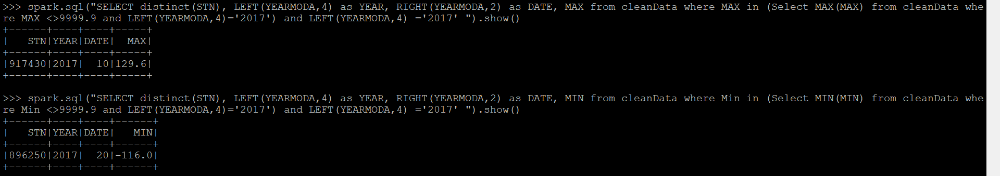 >>> spark.sql("SELECT distinct(STN), LEFT(YEARMODA,4) as YEAR, RIGHT(YEARMODA,2) as DATE, MAX from cleanData where MAX in (Select MAX(MAX) from cleanData whe
re MAX <>9999.9 and LEFT(YEARMODA,4)='2017') and LEFT(YEARMODA,4) ='2017' ").show()
+------+----+----+-----+
|   STN|YEAR|DATE|  MAX|
+------+----+----+-----+
|917430|2017|  10|129.6|
+------+----+----+-----+
>>> spark.sql("SELECT distinct(STN), LEFT(YEARMODA,4) as YEAR, RIGHT(YEARMODA,2) as DATE, MIN from cleanData where Min in (Select MIN(MIN) from cleanData whe
re Min <>9999.9 and LEFT(YEARMODA,4)='2017') and LEFT(YEARMODA,4) ='2017' ").show()
+------+----+----+------+
|   STN|YEAR|DATE|   MIN|
+------+----+----+------+
|896250|2017|  20|-116.0|
+------+----+----+------+